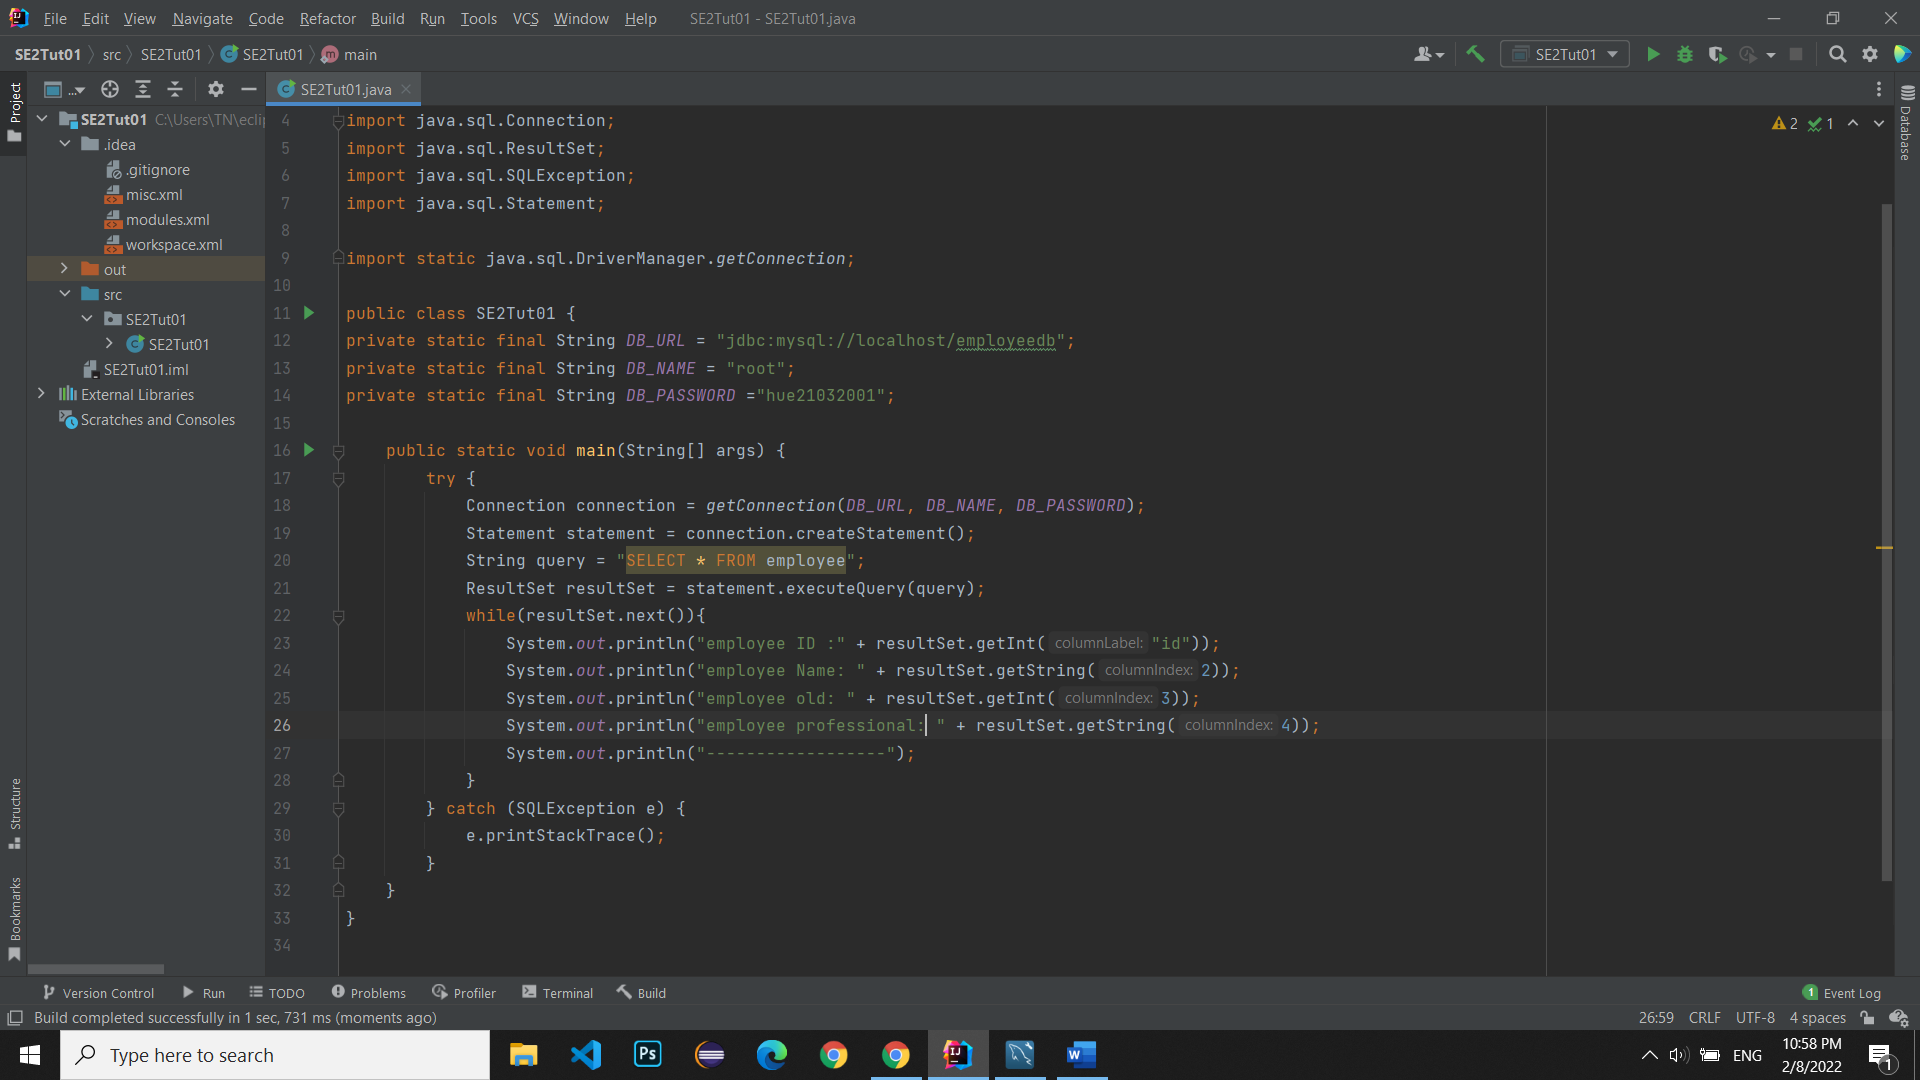 File Edit View Navigate Code Refactor Build Run Tools VCS Window Help SE2Tut01 - SE2Tut01.java
SE2Tut01 src SE2Tut01 SE2Tut01 main SE2Tut01
Project
... SE2Tut01.java
SE2Tut01 C:\Users\TN\eclip
.idea
.gitignore
misc.xml
modules.xml
workspace.xml
out
src
SE2Tut01
SE2Tut01
SE2Tut01.iml
External Libraries
Scratches and Consoles
Structure
Bookmarks
2 1
Database
4 import java.sql.Connection;
5 import java.sql.ResultSet;
6 import java.sql.SQLException;
7 import java.sql.Statement;
8
9 import static java.sql.DriverManager.getConnection;
10
11 public class SE2Tut01 {
12 private static final String DB_URL = "jdbc:mysql://localhost/employeedb";
13 private static final String DB_NAME = "root";
14 private static final String DB_PASSWORD ="hue21032001";
15
16 public static void main(String[] args) {
17 try {
18 Connection connection = getConnection(DB_URL, DB_NAME, DB_PASSWORD);
19 Statement statement = connection.createStatement();
20 String query = "SELECT * FROM employee";
21 ResultSet resultSet = statement.executeQuery(query);
22 while(resultSet.next()){
23 System.out.println("employee ID :" + resultSet.getInt( columnLabel: "id"));
24 System.out.println("employee Name: " + resultSet.getString( columnIndex: 2));
25 System.out.println("employee old: " + resultSet.getInt( columnIndex: 3));
26 System.out.println("employee professional: " + resultSet.getString( columnIndex: 4));
27 System.out.println("------------------");
28 }
29 } catch (SQLException e) {
30 e.printStackTrace();
31 }
32 }
33 }
34
Version Control Run TODO Problems Profiler Terminal Build 1 Event Log
Build completed successfully in 1 sec, 731 ms (moments ago) 26:59 CRLF UTF-8 4 spaces
Type here to search Ps IJ W ENG 10:58 PM
2/8/2022 1